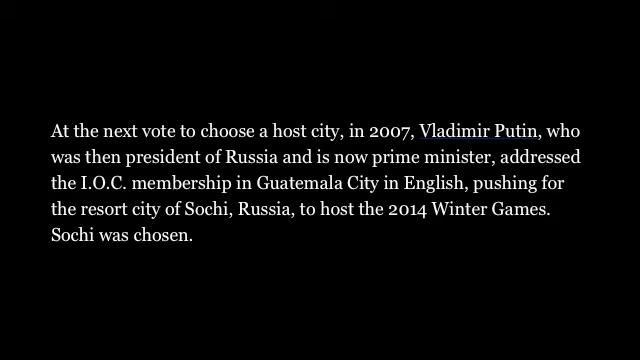 At the next vote to choose a host city, in 2007, Vladimir Putin, who
was then president of Russia and is now prime minister, addressed
the I.O.C. membership in Guatemala City in English, pushing for
the resort city of Sochi, Russia, to host the 2014 Winter Games.
Sochi was chosen.